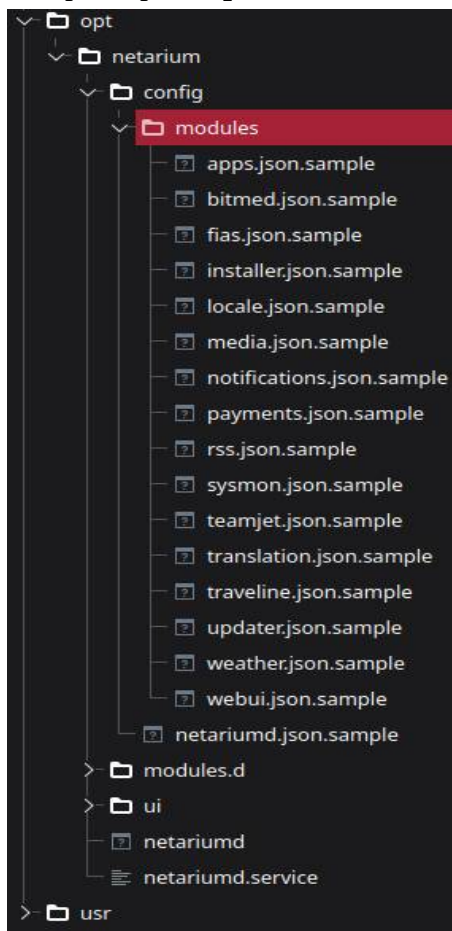 opt
netarium
config
modules
apps.json.sample
bitmed.json.sample
fias.json.sample
installer.json.sample
locale.json.sample
media.json.sample
notifications.json.sample
payments.json.sample
rss.json.sample
sysmon.json.sample
teamjet.json.sample
translation.json.sample
traveline.json.sample
updater.json.sample
weather.json.sample
webui.json.sample
netariumd.json.sample
modules.d
ui
netariumd
netariumd.service
usr